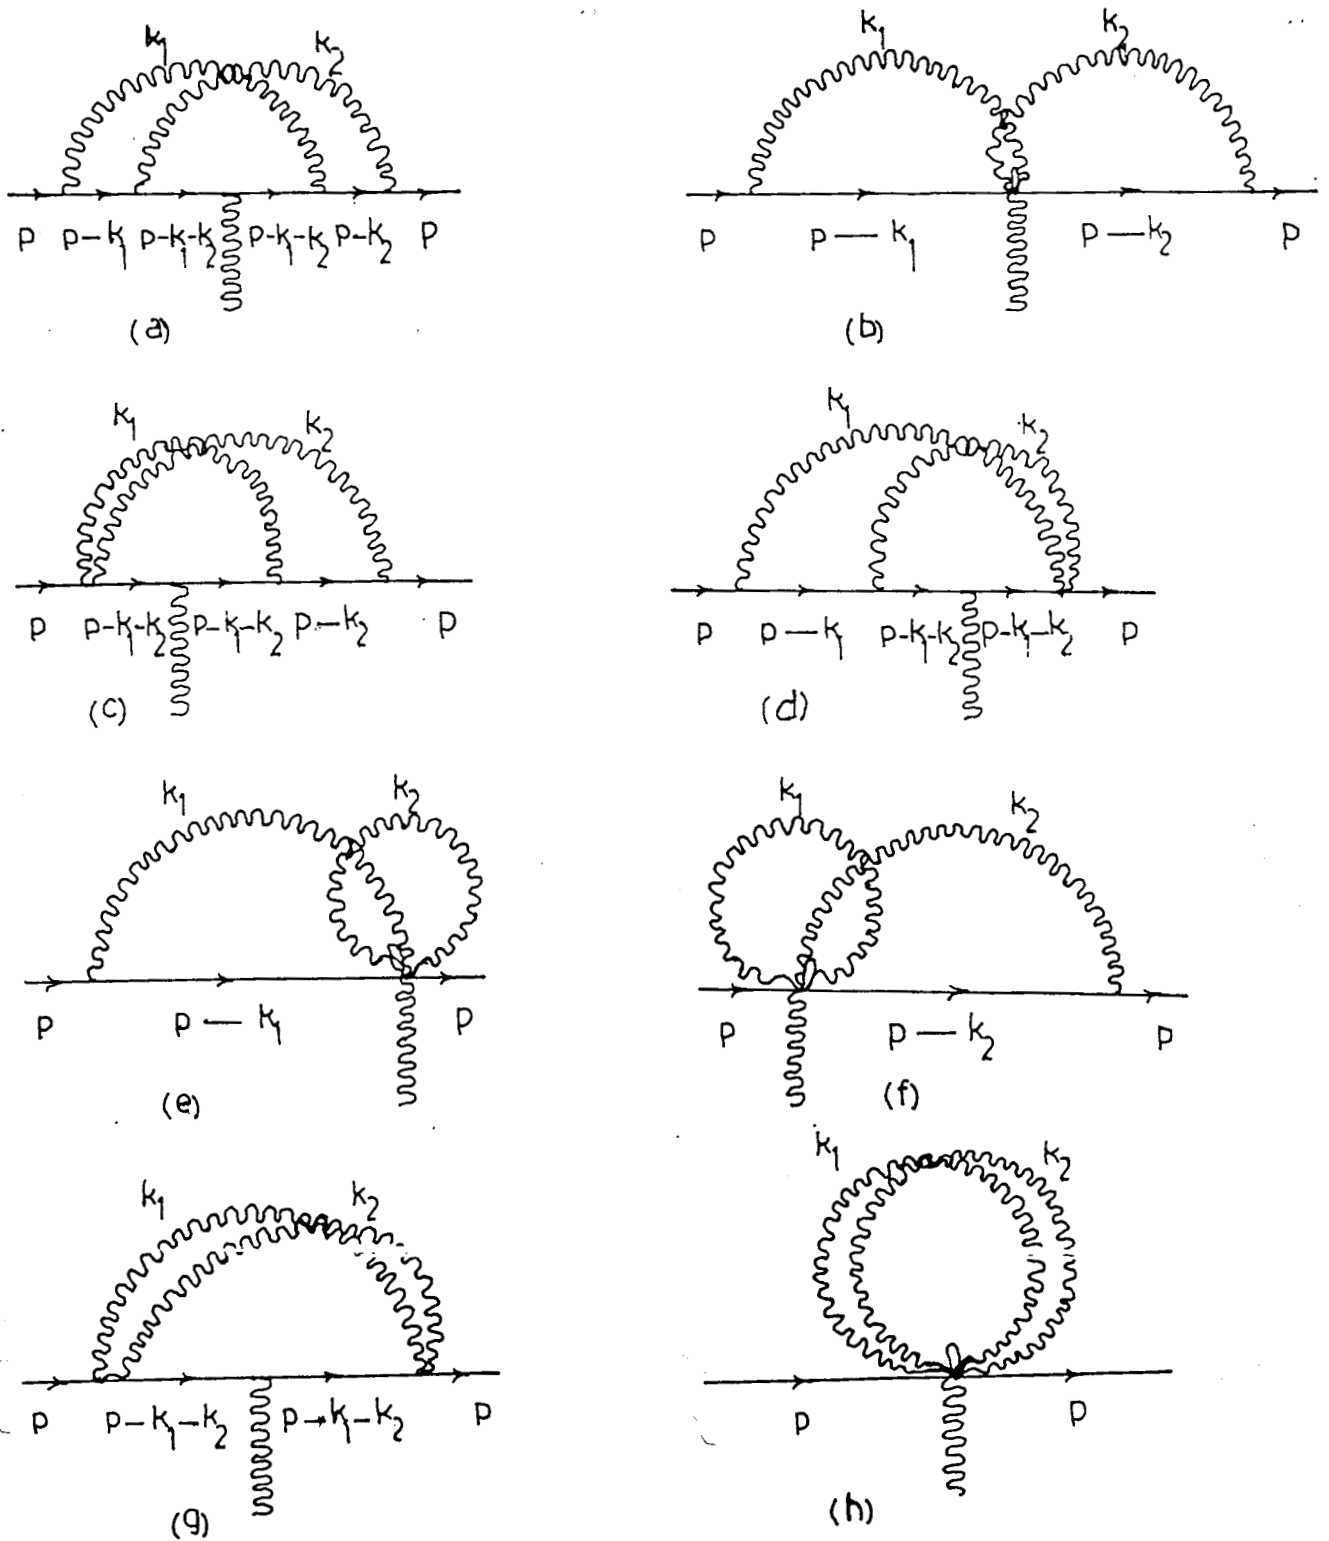 k₁ k₂ k₁ k₂
p p-k₁ p-k₁-k₂ p-k₁-k₂ p-k₂ p
p p-k₁ p-k₂ p
(a) (b)
k₁ k₂ k₁ k₂
p p-k₁-k₂ p-k₁-k₂ p-k₂ p
p p-k₁ p-k₁-k₂ p-k₁-k₂ p
(c) (d)
k₁ k₂ k₁ k₂
p p-k₁ p
p p-k₂ p
(e) (f)
k₁ k₂ k₁ k₂
p p-k₁-k₂ p-k₁-k₂ p
p p
(g) (h)